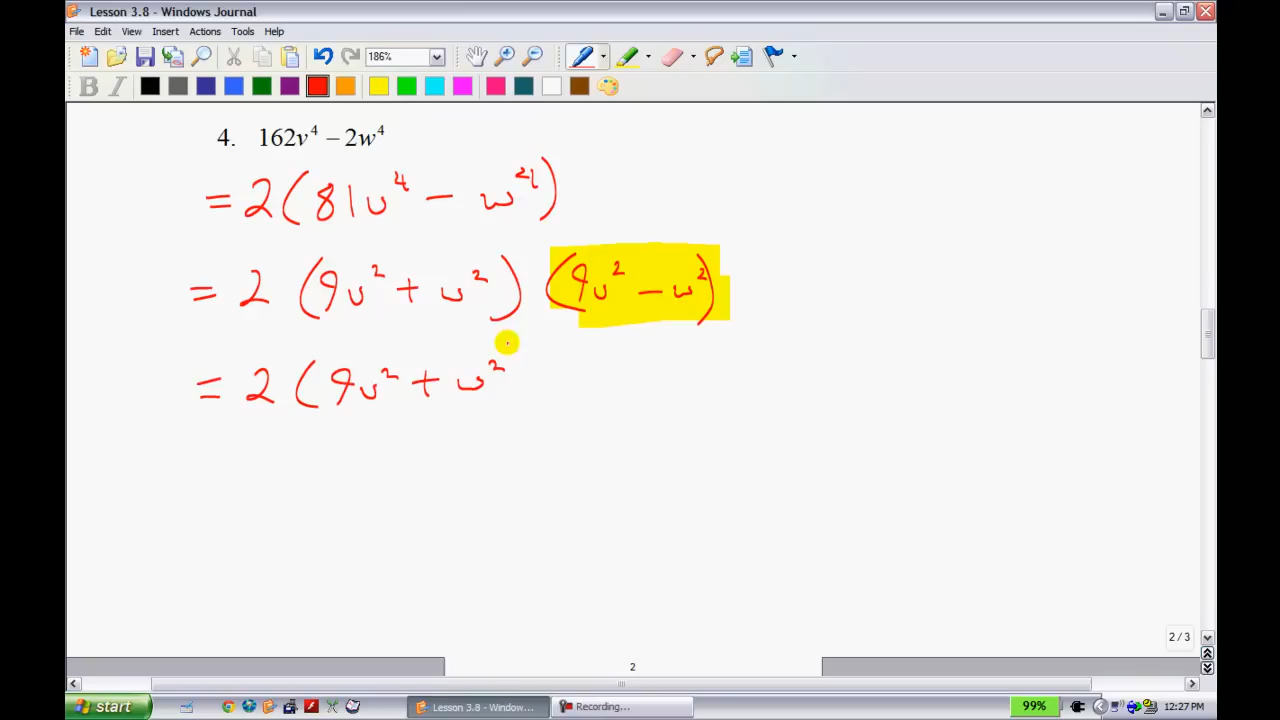 Lesson 3.8 - Windows Journal
File Edit View Insert Actions Tools Help
186%
B I
4. 162v⁴ − 2w⁴
= 2 (81v⁴ − w⁴)
= 2 (9v² + w²) (9v² − w²)
= 2 (9v² + w²
2 / 3
2
start Lesson 3.8 - Windows... Recording... 99% 12:27 PM